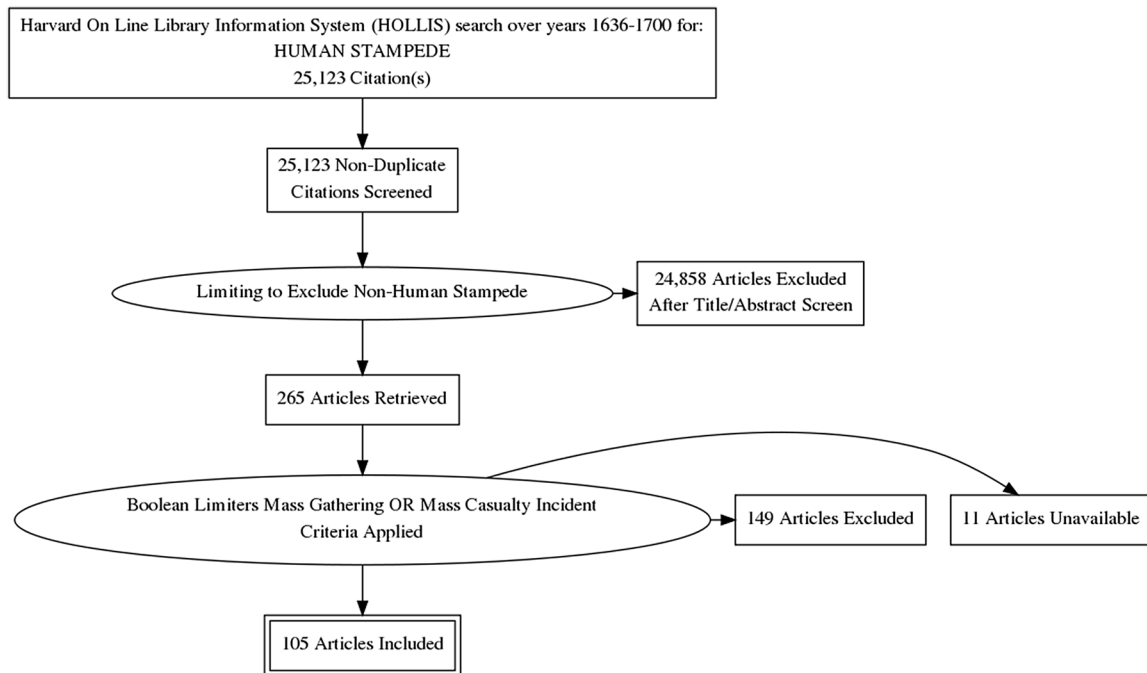 Harvard On Line Library Information System (HOLLIS) search over years 1636-1700 for:
HUMAN STAMPEDE
25,123 Citation(s)
25,123 Non-Duplicate
Citations Screened
Limiting to Exclude Non-Human Stampede
24,858 Articles Excluded
After Title/Abstract Screen
265 Articles Retrieved
Boolean Limiters Mass Gathering OR Mass Casualty Incident
Criteria Applied
149 Articles Excluded
11 Articles Unavailable
105 Articles Included